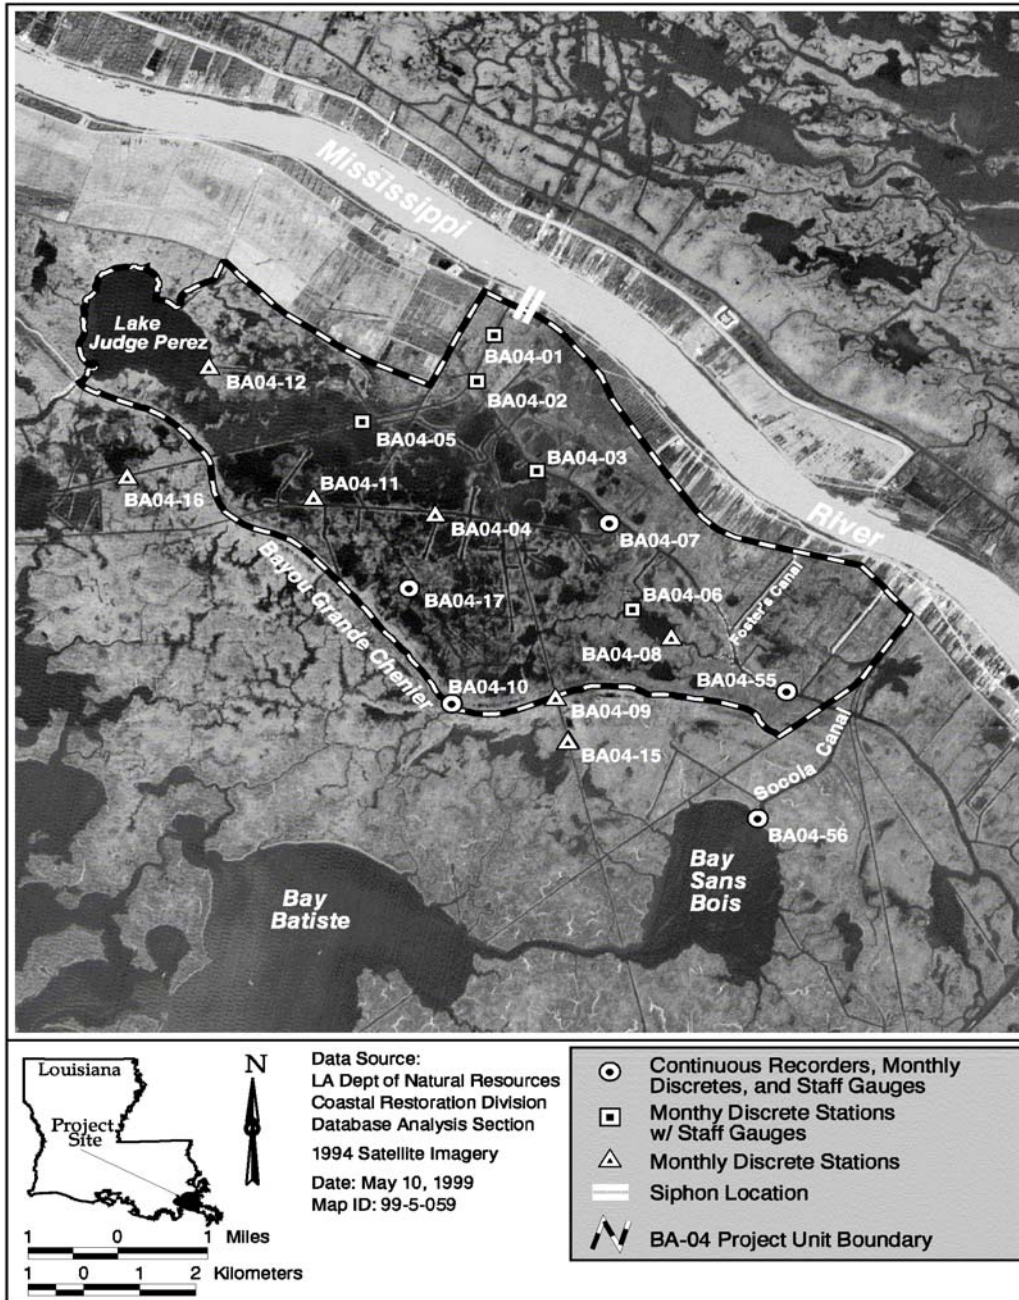 Mississippi
River
Lake
Judge Perez
BA04-01
BA04-12
BA04-02
BA04-05
BA04-03
BA04-16
BA04-11
BA04-04
BA04-07
Bayou Grande Chenier
BA04-17
BA04-06
Foster's Canal
BA04-08
BA04-55
BA04-10
BA04-09
BA04-15
Socola Canal
BA04-56
Bay
Sans
Bois
Bay
Batiste
Louisiana
Project
Site
N
1 0 1 Miles
1 0 1 2 Kilometers
Data Source:
LA Dept of Natural Resources
Coastal Restoration Division
Database Analysis Section
1994 Satellite Imagery
Date: May 10, 1999
Map ID: 99-5-059
Continuous Recorders, Monthly
Discretes, and Staff Gauges
Monthy Discrete Stations
w/ Staff Gauges
Monthly Discrete Stations
Siphon Location
BA-04 Project Unit Boundary